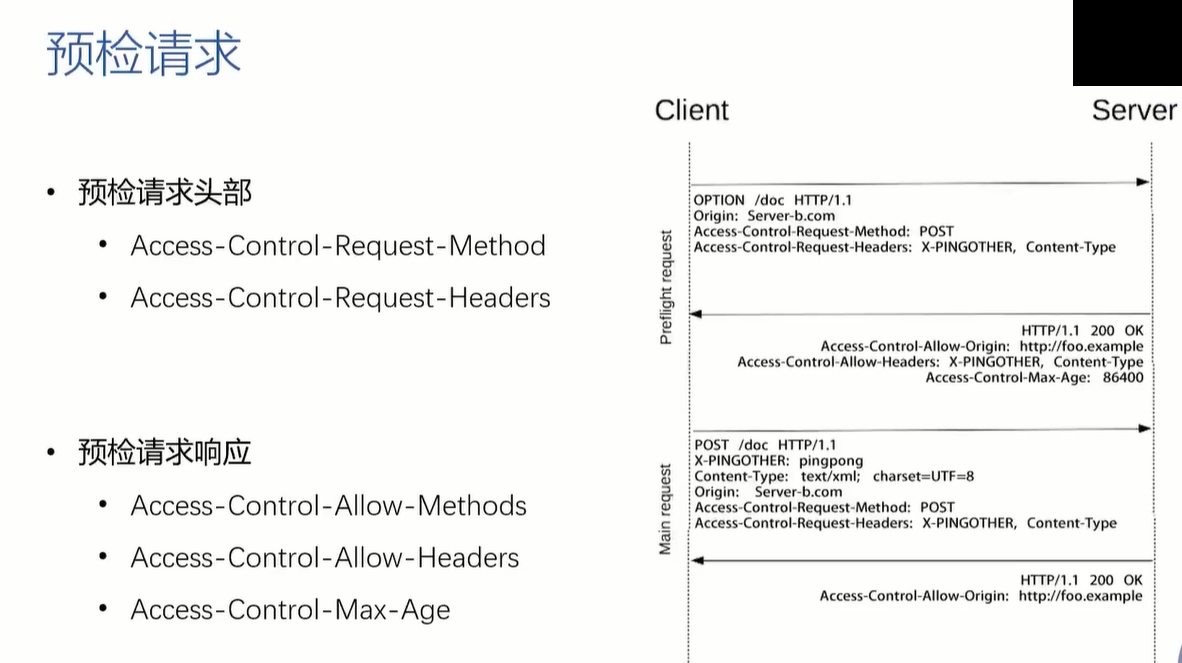 预检请求
• 预检请求头部
• Access-Control-Request-Method
• Access-Control-Request-Headers
• 预检请求响应
• Access-Control-Allow-Methods
• Access-Control-Allow-Headers
• Access-Control-Max-Age
Client Server
Preflight request
OPTION /doc HTTP/1.1
Origin: Server-b.com
Access-Control-Request-Method: POST
Access-Control-Request-Headers: X-PINGOTHER, Content-Type
HTTP/1.1 200 OK
Access-Control-Allow-Origin: http://foo.example
Access-Control-Allow-Headers: X-PINGOTHER, Content-Type
Access-Control-Max-Age: 86400
Main request
POST /doc HTTP/1.1
X-PINGOTHER: pingpong
Content-Type: text/xml; charset=UTF=8
Origin: Server-b.com
Access-Control-Request-Method: POST
Access-Control-Request-Headers: X-PINGOTHER, Content-Type
HTTP/1.1 200 OK
Access-Control-Allow-Origin: http://foo.example